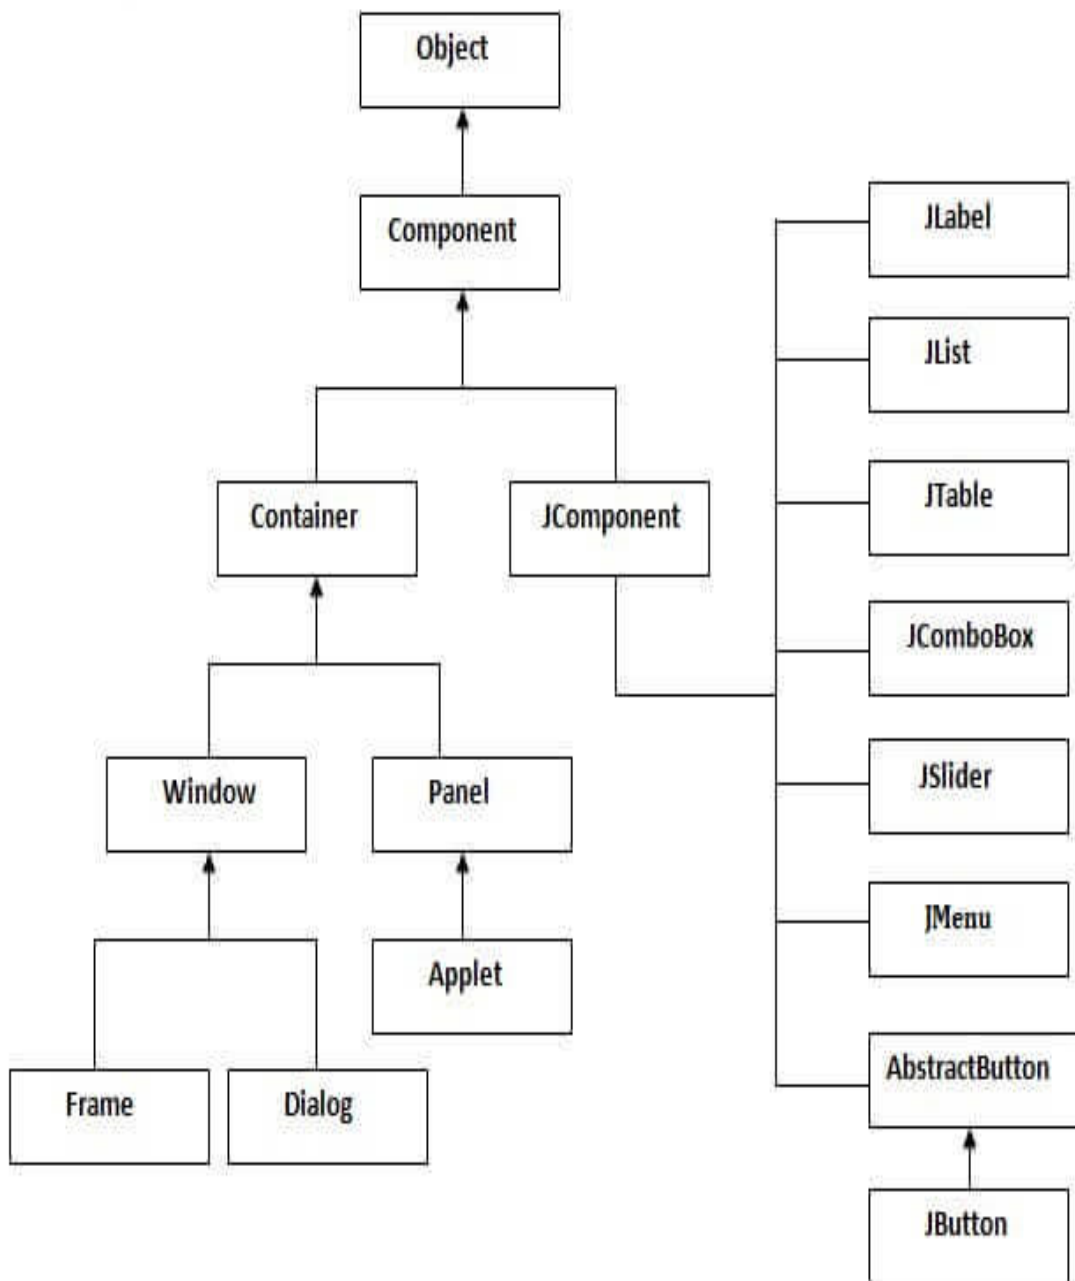 Object
Component
Container
JComponent
Window
Panel
Applet
Frame
Dialog
JLabel
JList
JTable
JComboBox
JSlider
JMenu
AbstractButton
JButton